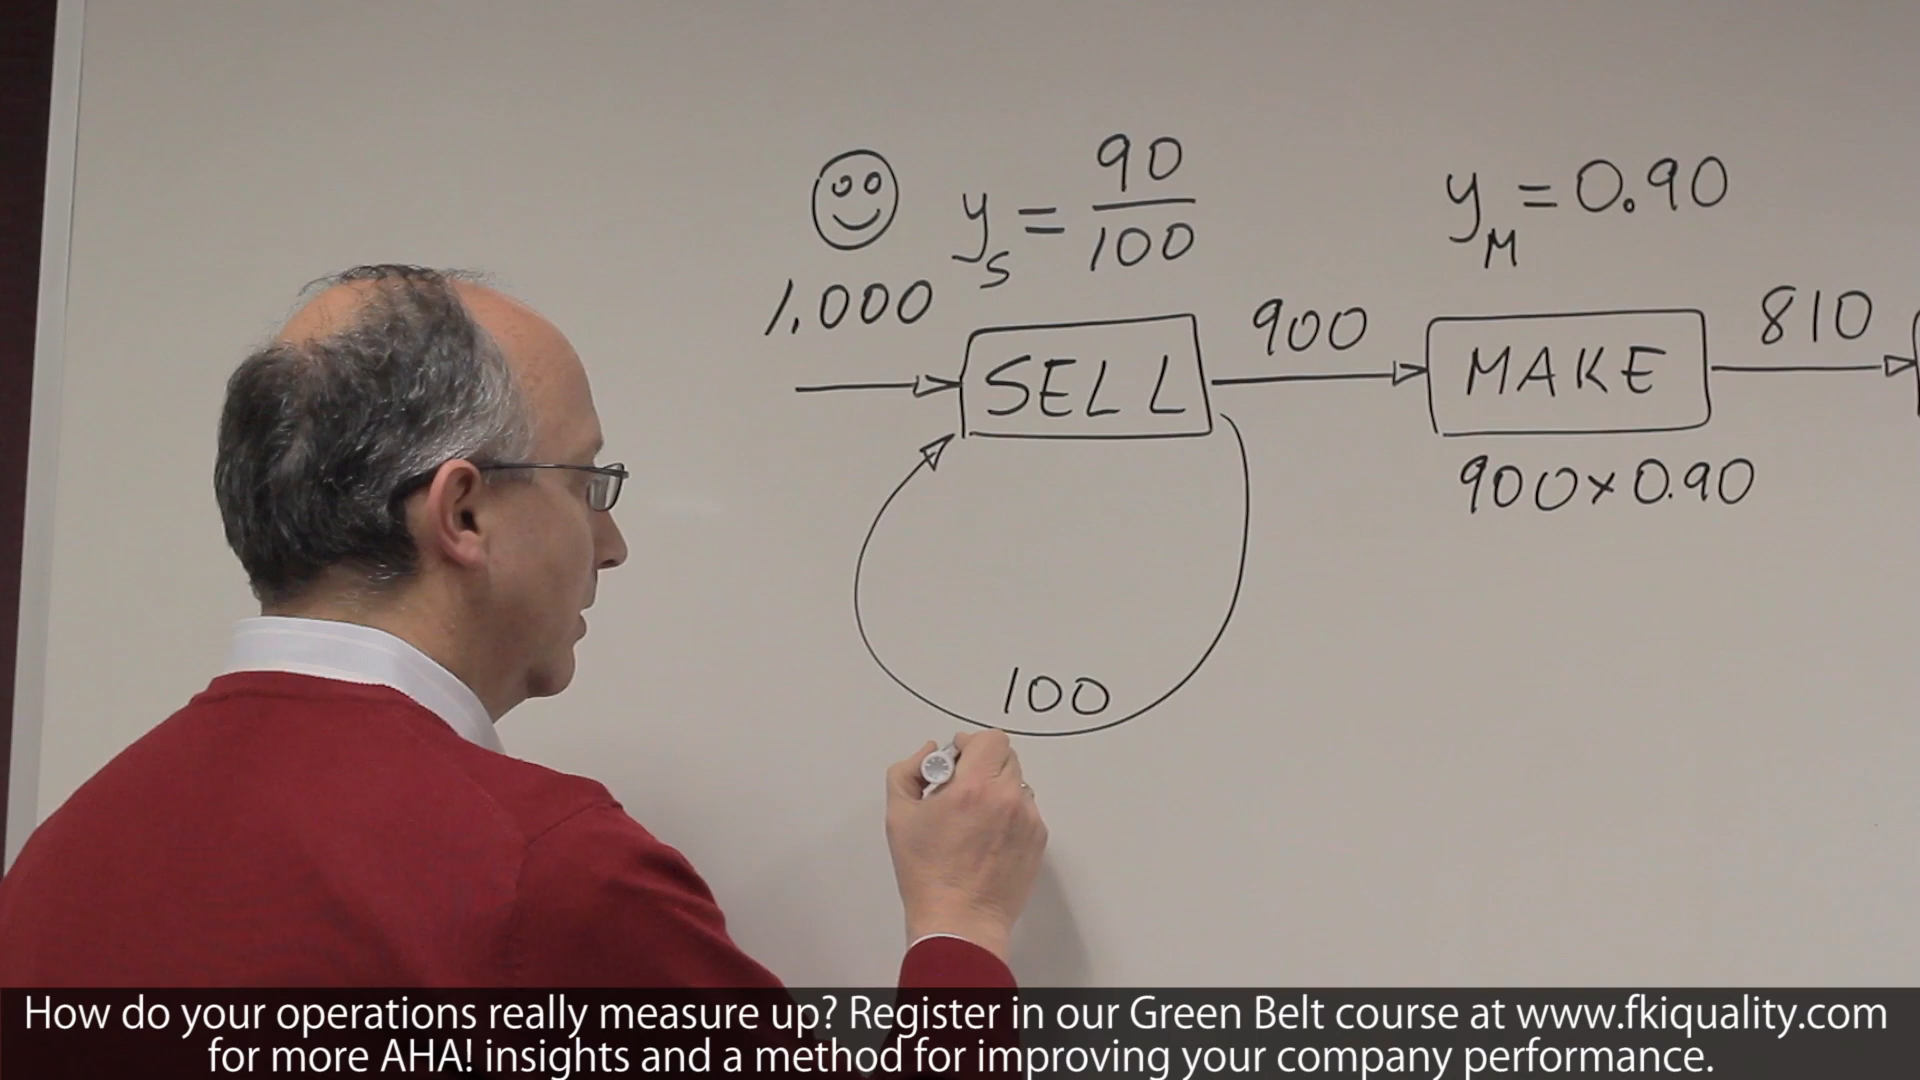 y_S = 90/100
y_M = 0.90
1,000
900
810
SELL
MAKE
900 x 0.90
100
How do your operations really measure up? Register in our Green Belt course at www.fkiquality.com
for more AHA! insights and a method for improving your company performance.